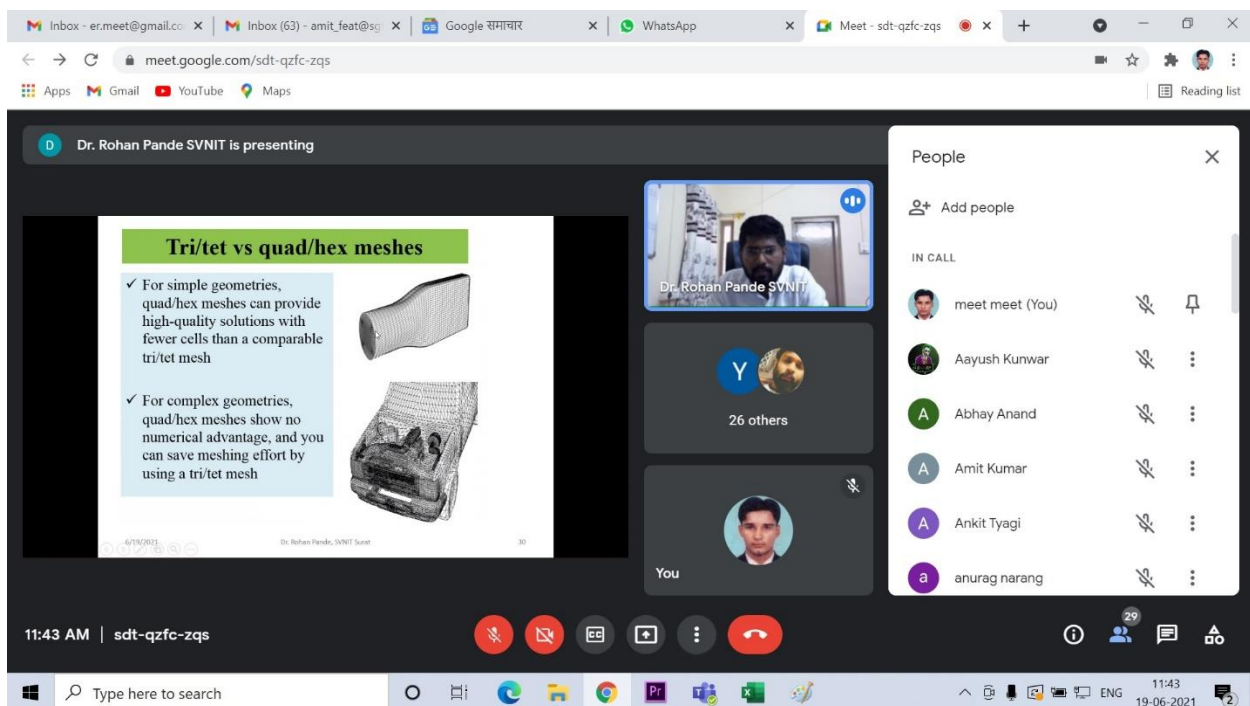 Inbox - er.meet@gmail.co
Inbox (63) - amit_feat@sg
Google समाचार
WhatsApp
Meet - sdt-qzfc-zqs
meet.google.com/sdt-qzfc-zqs
Apps
Gmail
YouTube
Maps
Reading list
D
Dr. Rohan Pande SVNIT is presenting
Tri/tet vs quad/hex meshes
✓ For simple geometries,
quad/hex meshes can provide
high-quality solutions with
fewer cells than a comparable
tri/tet mesh
✓ For complex geometries,
quad/hex meshes show no
numerical advantage, and you
can save meshing effort by
using a tri/tet mesh
6/19/2021
Dr. Rohan Pande, SVNIT Surat
30
Dr. Rohan Pande SVNIT
Y
26 others
You
People
Add people
IN CALL
meet meet (You)
Aayush Kunwar
A
Abhay Anand
A
Amit Kumar
A
Ankit Tyagi
a
anurag narang
11:43 AM | sdt-qzfc-zqs
CC
29
Type here to search
Pr
ENG
11:43
19-06-2021
2